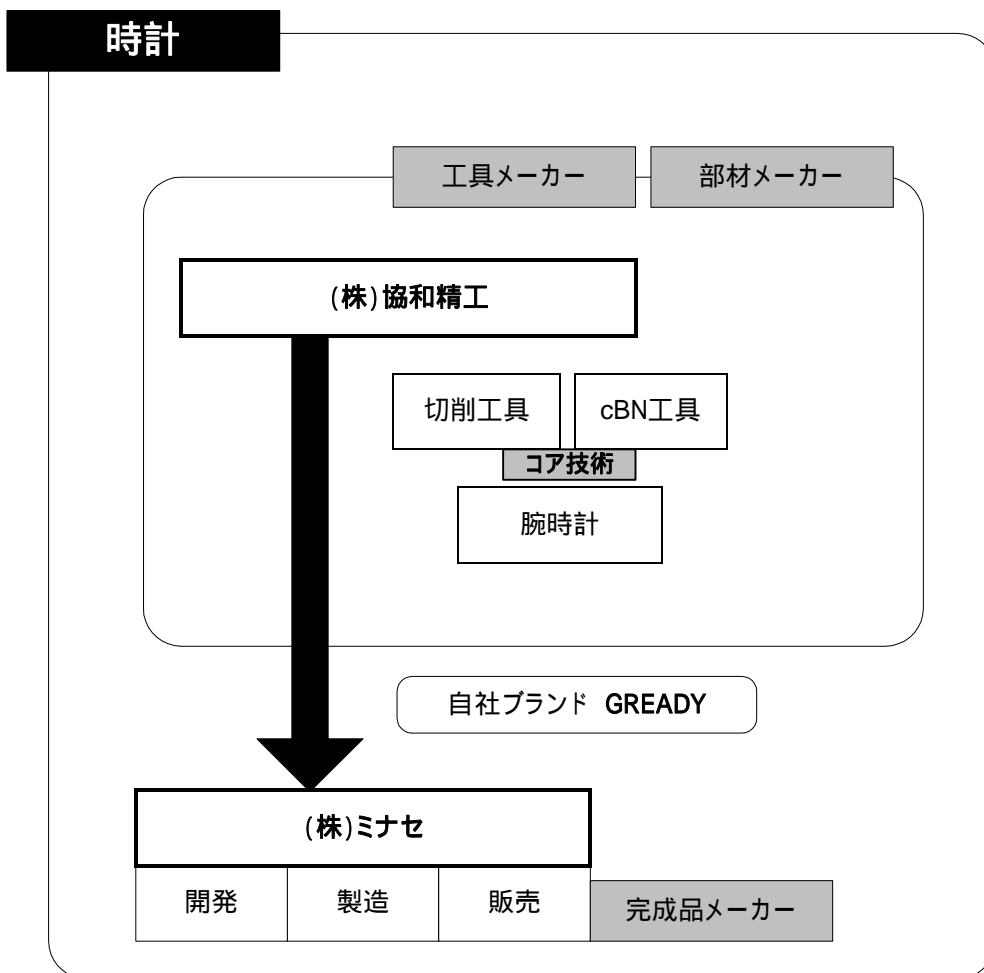 時計
工具メーカー
部材メーカー
(株)協和精工
切削工具
cBN工具
コア技術
腕時計
自社ブランド GREADY
(株)ミナセ
開発
製造
販売
完成品メーカー